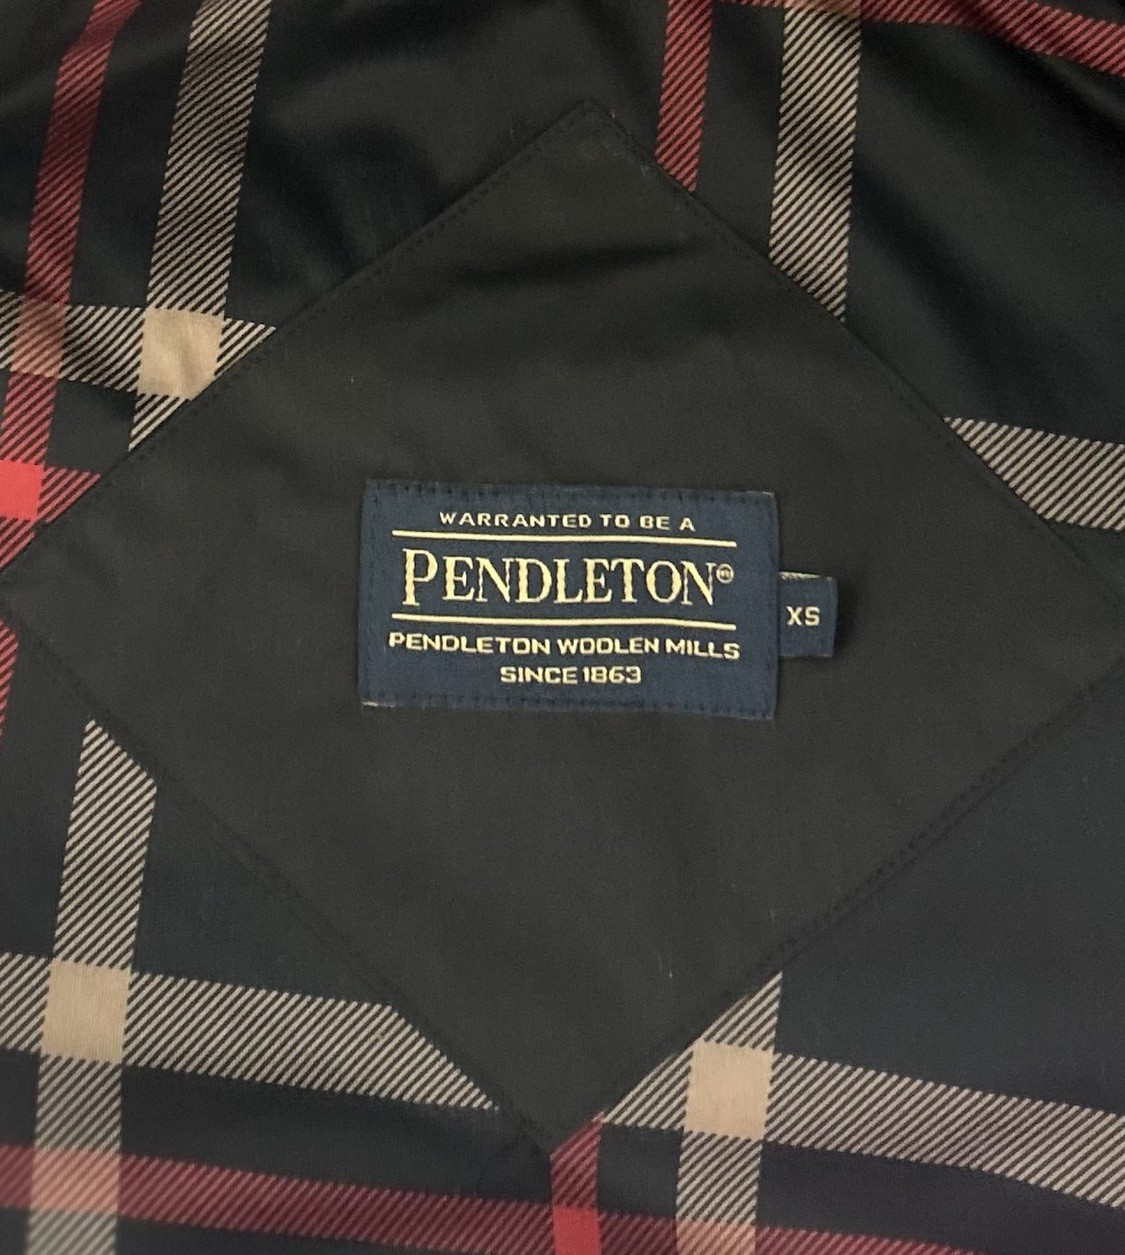 WARRANTED TO BE A
PENDLETON®
PENDLETON WOOLEN MILLS
SINCE 1863
XS